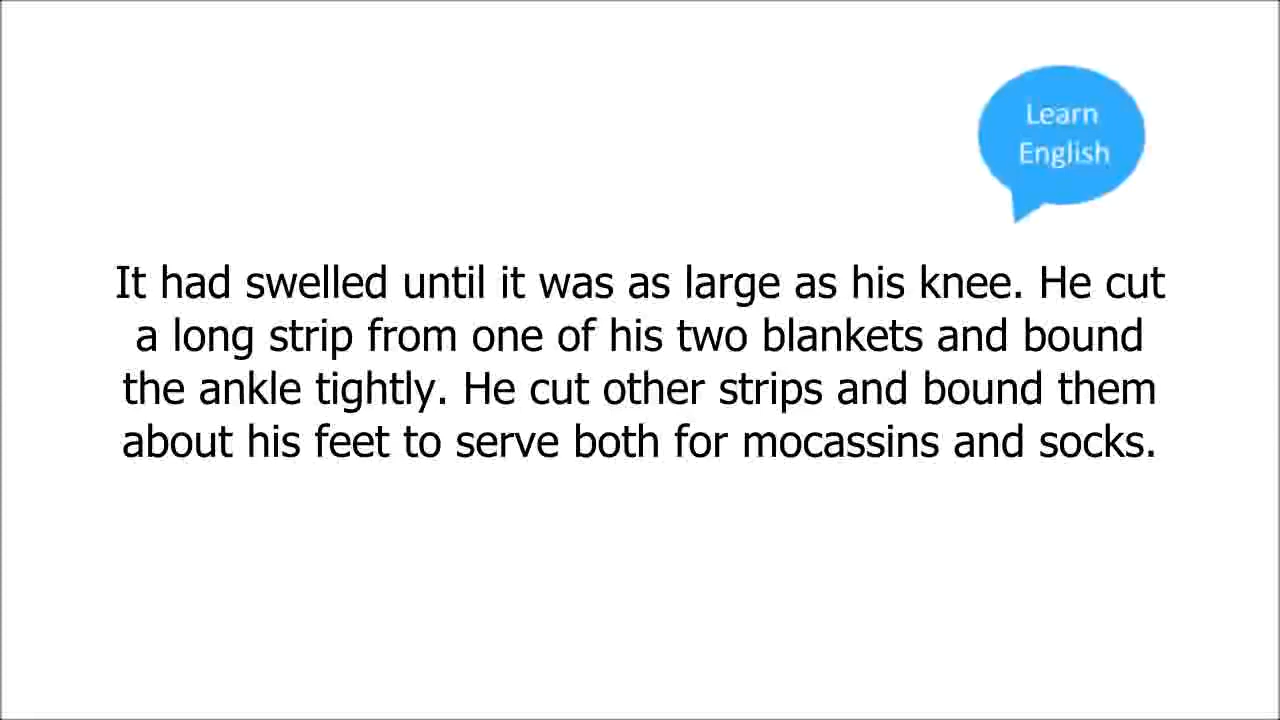 Learn
English
It had swelled until it was as large as his knee. He cut
a long strip from one of his two blankets and bound
the ankle tightly. He cut other strips and bound them
about his feet to serve both for mocassins and socks.